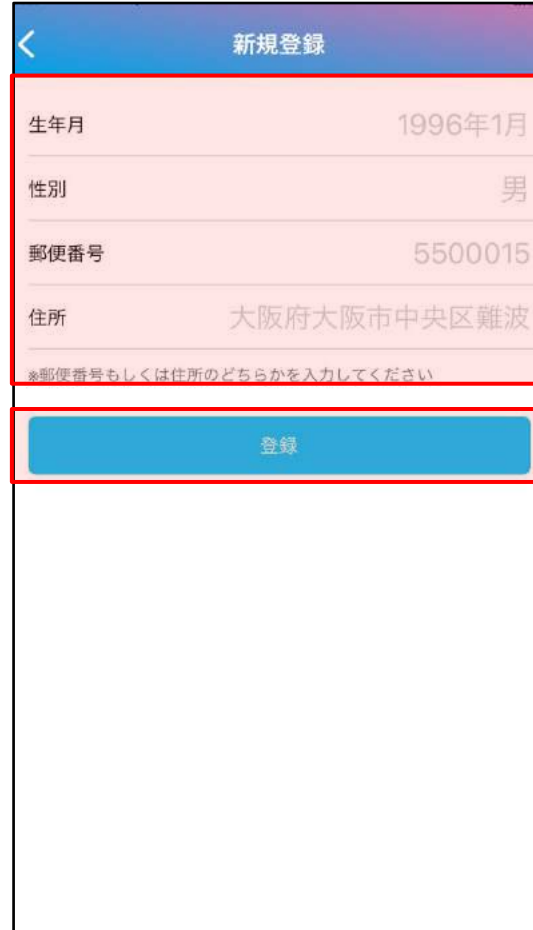 新規登録
生年月 1996年1月
性別 男
郵便番号 5500015
住所 大阪府大阪市中央区難波
※郵便番号もしくは住所のどちらかを入力してください
登録